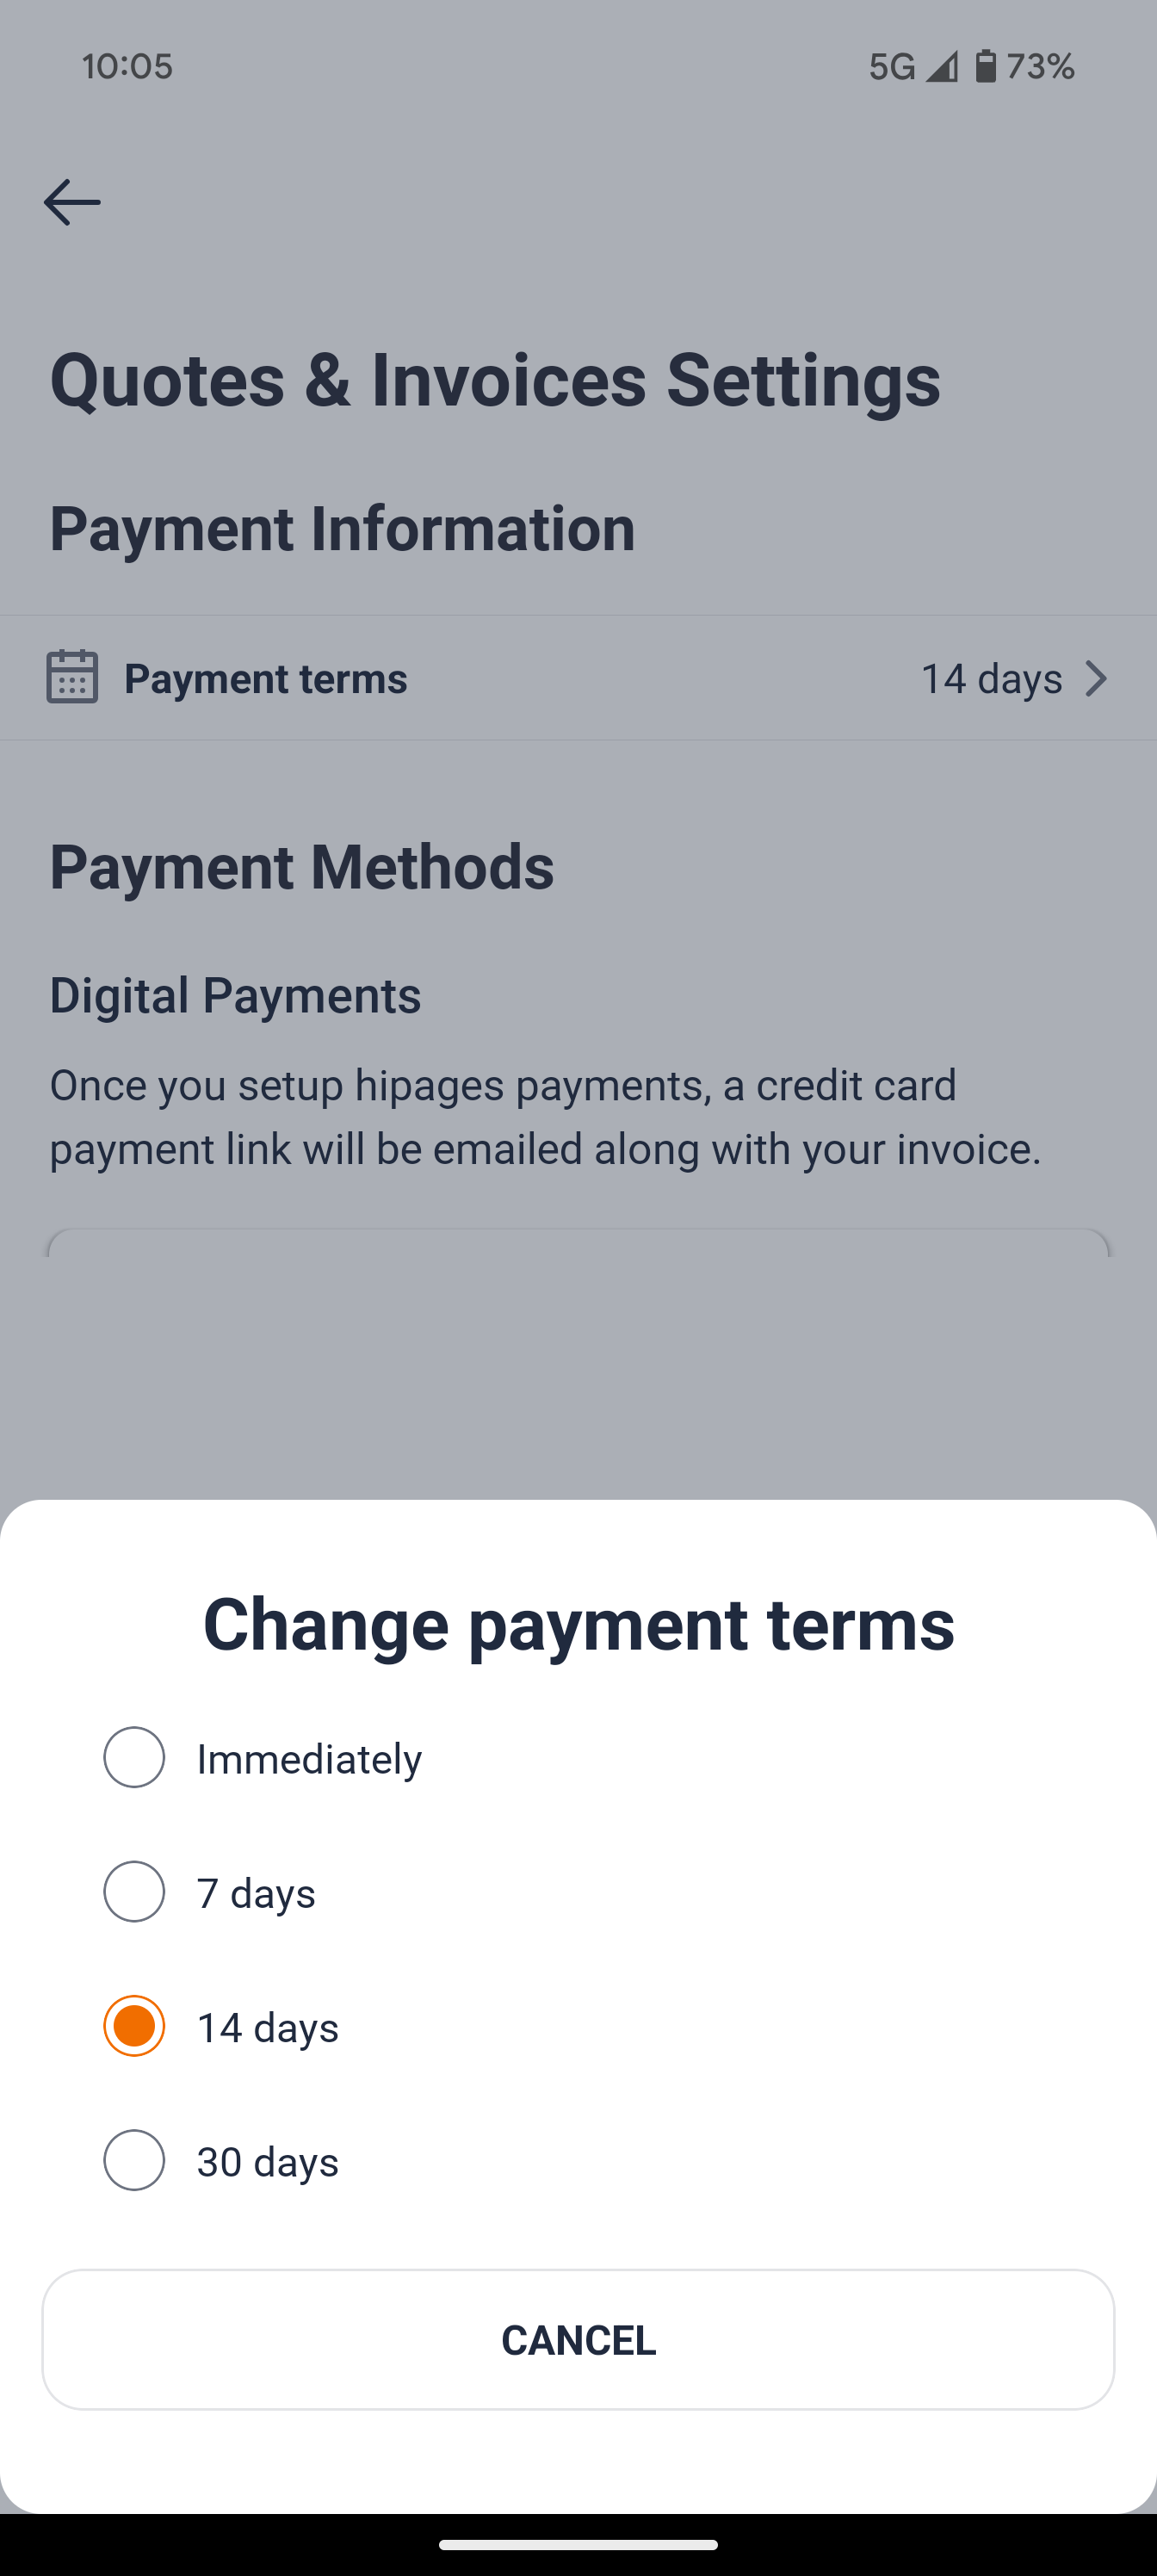 10:05
5G 73%
Quotes & Invoices Settings
Payment Information
Payment terms 14 days
Payment Methods
Digital Payments
Once you setup hipages payments, a credit card
payment link will be emailed along with your invoice.
Change payment terms
Immediately
7 days
14 days
30 days
CANCEL